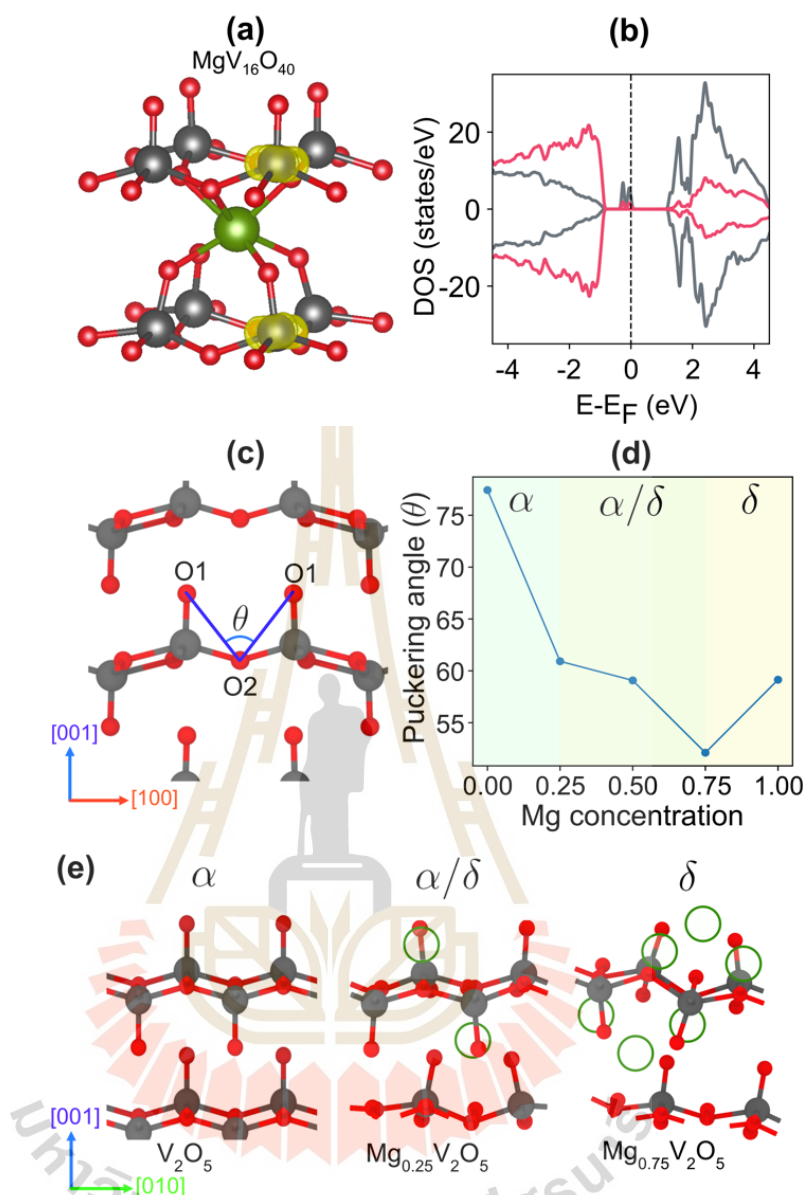 (a)
MgV₁₆O₄₀
(b)
20
0
-20
DOS (states/eV)
-4 -2 0 2 4
E-E_F (eV)
(c)
O1 O1
θ
O2
[001]
[100]
(d)
α α/δ δ
75
70
65
60
55
Puckering angle (θ)
0.00 0.25 0.50 0.75 1.00
Mg concentration
(e)
α α/δ δ
[001]
[010]
V₂O₅ Mg₀.₂₅V₂O₅ Mg₀.₇₅V₂O₅